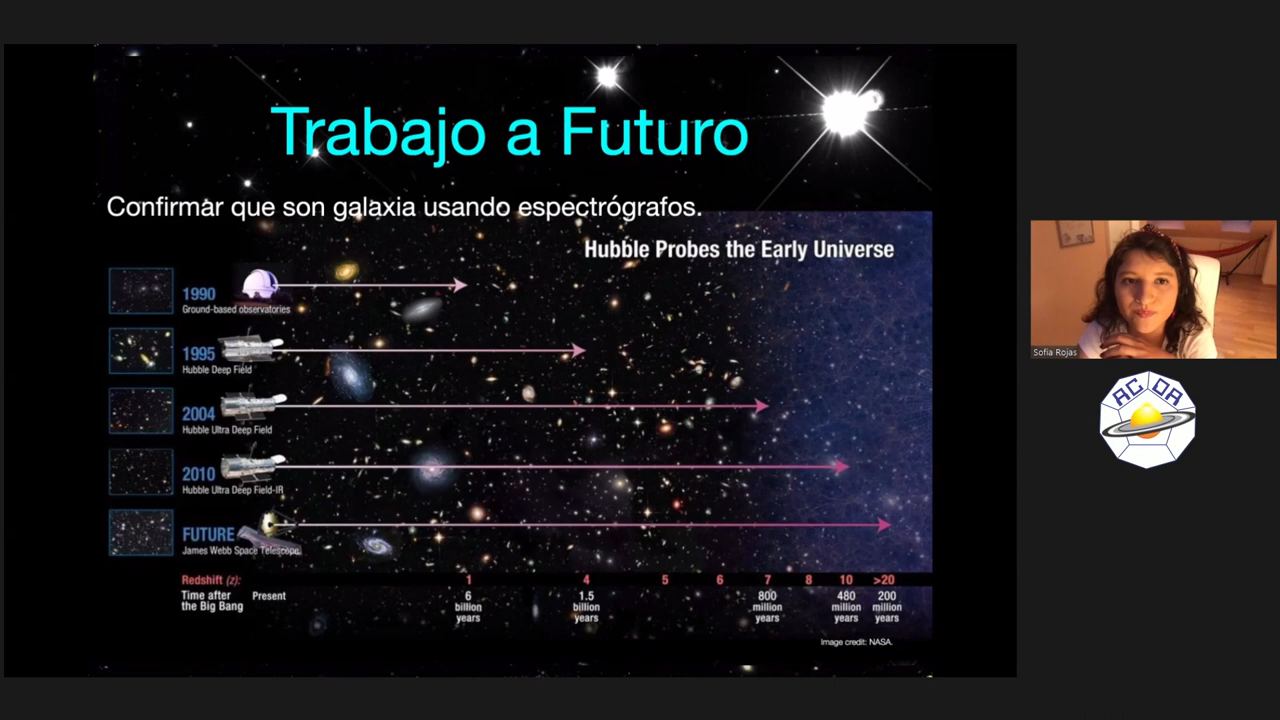 Trabajo a Futuro
Confirmar que son galaxia usando espectrógrafos.
Hubble Probes the Early Universe
1990
Ground-based observatories
1995
Hubble Deep Field
2004
Hubble Ultra Deep Field
2010
Hubble Ultra Deep Field-IR
FUTURE
James Webb Space Telescope
Redshift (z): 1 4 5 6 7 8 10 >20
Time after the Big Bang
Present
6 billion years
1.5 billion years
800 million years
480 million years
200 million years
Image credit: NASA.
Sofia Rojas
ACDA